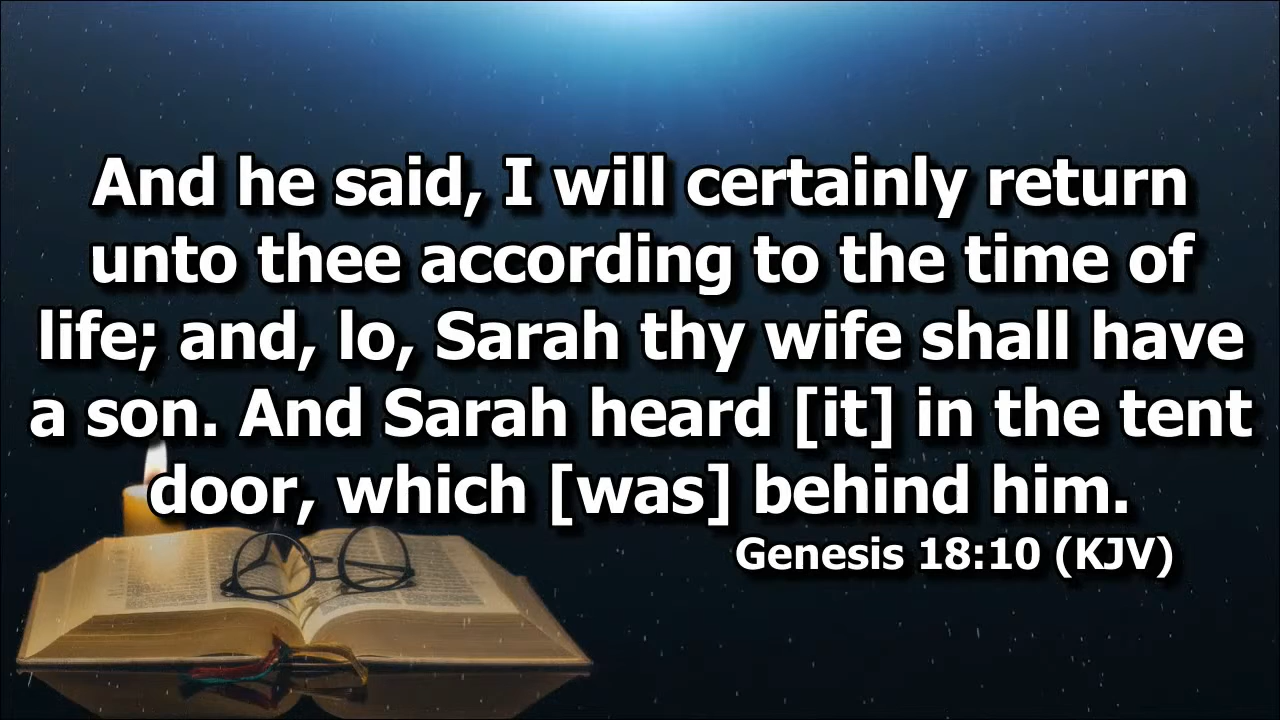 And he said, I will certainly return
unto thee according to the time of
life; and, lo, Sarah thy wife shall have
a son. And Sarah heard [it] in the tent
door, which [was] behind him.
Genesis 18:10 (KJV)